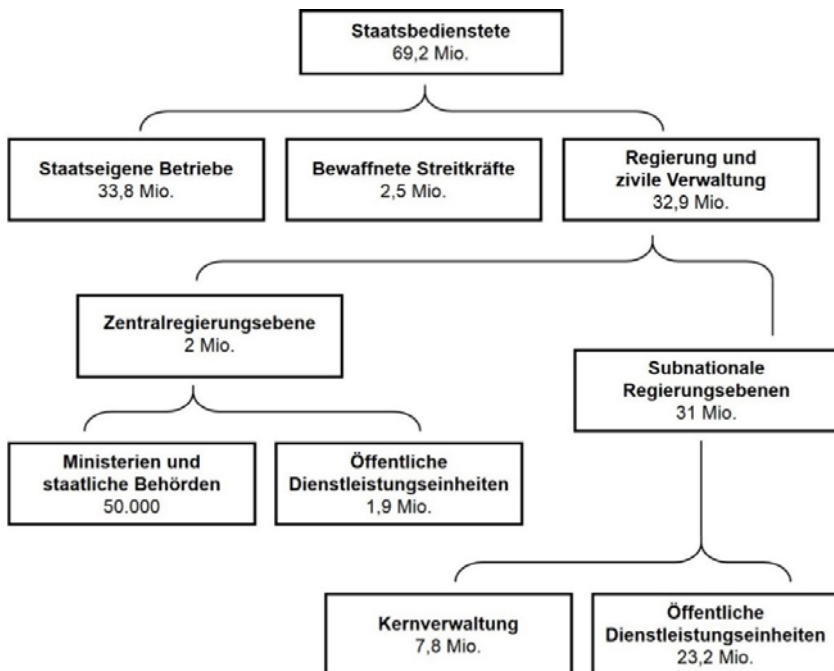 Staatsbedienstete
69,2 Mio.
Staatseigene Betriebe
33,8 Mio.
Bewaffnete Streitkräfte
2,5 Mio.
Regierung und
zivile Verwaltung
32,9 Mio.
Zentralregierungsebene
2 Mio.
Subnationale
Regierungsebenen
31 Mio.
Ministerien und
staatliche Behörden
50.000
Öffentliche
Dienstleistungseinheiten
1,9 Mio.
Kernverwaltung
7,8 Mio.
Öffentliche
Dienstleistungseinheiten
23,2 Mio.